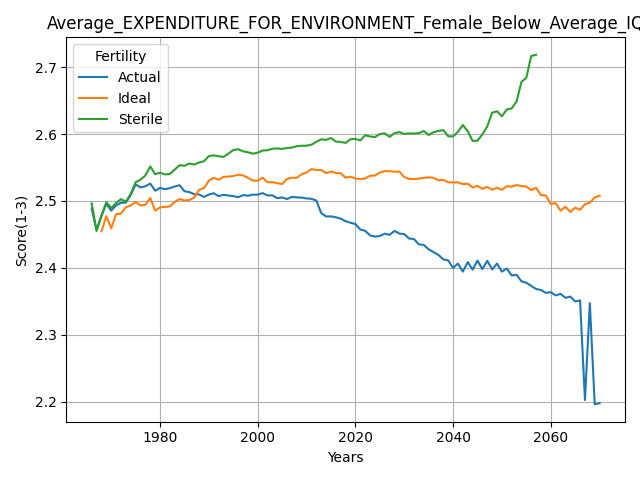 Average_EXPENDITURE_FOR_ENVIRONMENT_Female_Below_Average_IQ
Fertility
Actual
Ideal
Sterile
2.7
2.6
2.5
2.4
2.3
2.2
Score(1-3)
1980
2000
2020
2040
2060
Years